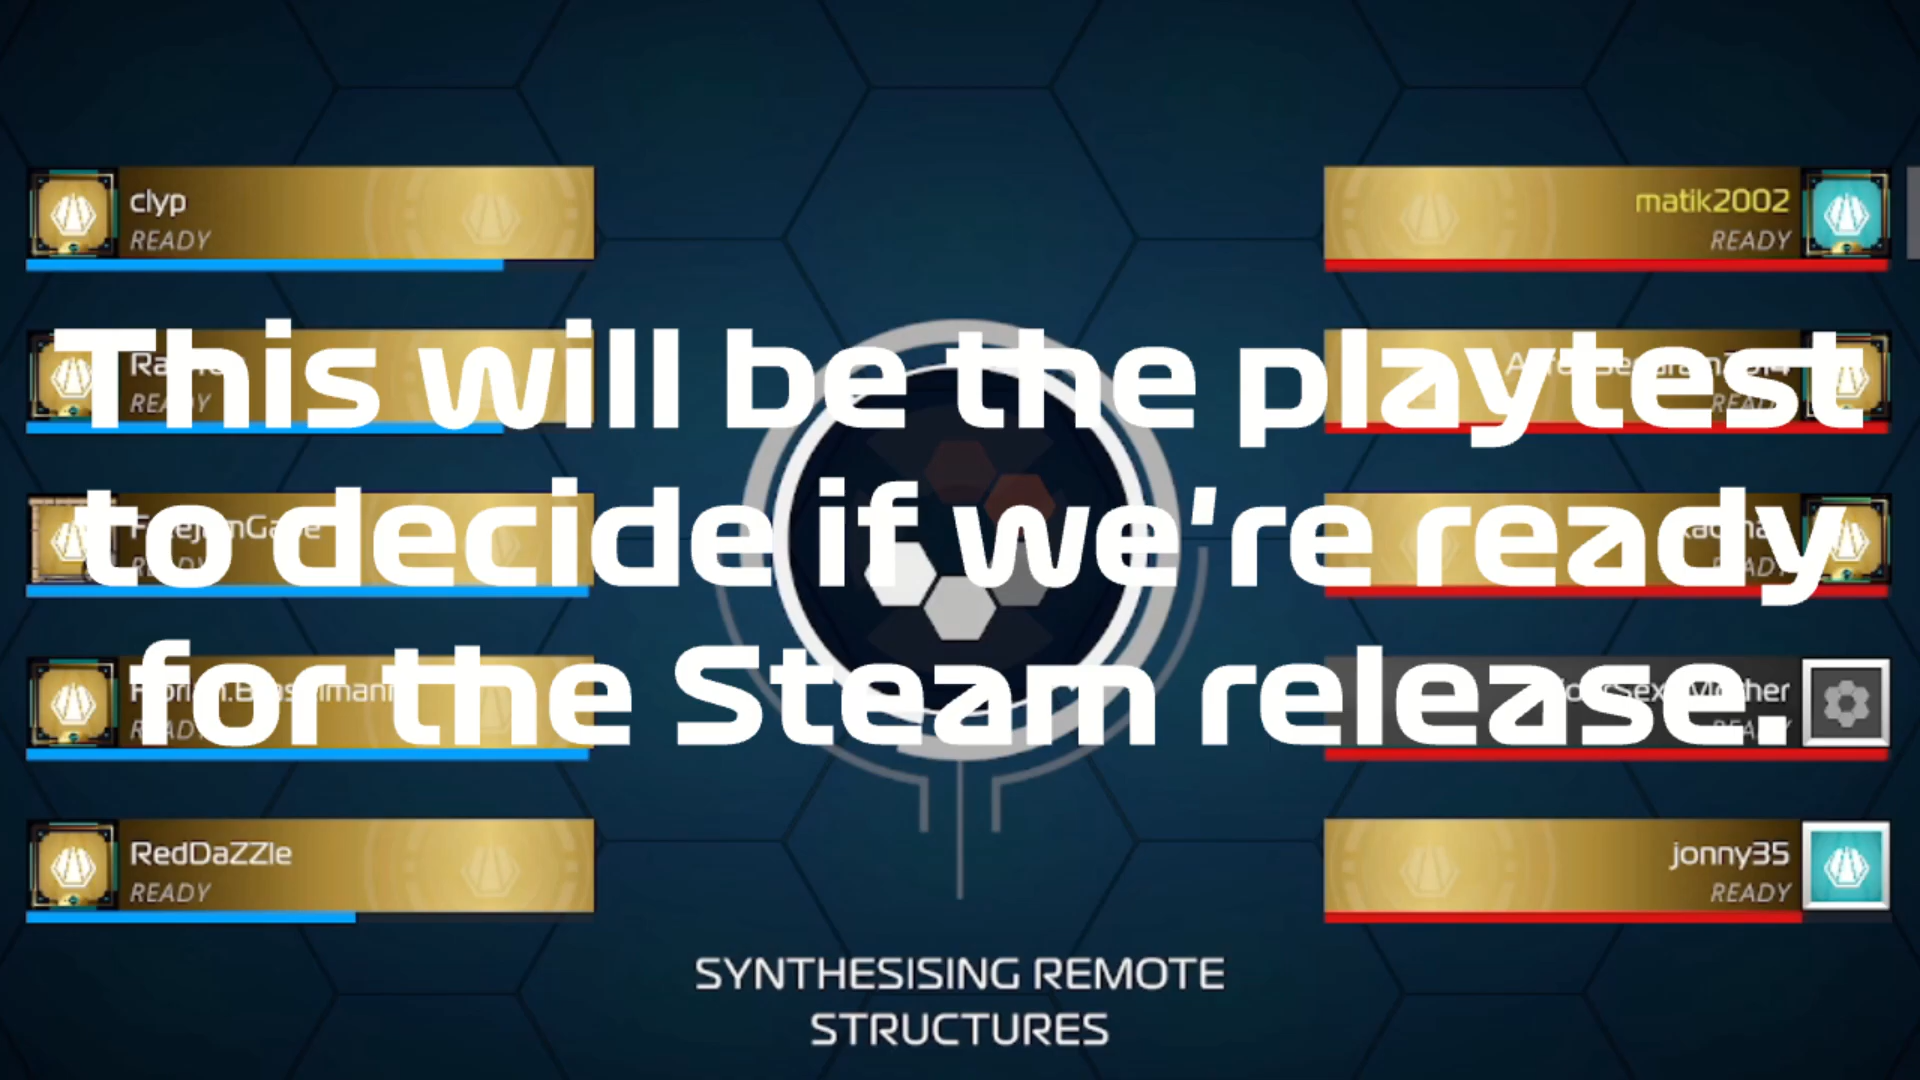 clyp
READY
matik2002
READY
This will be the playtest
READY
to decide if we're ready
for the Steam release.
RedDaZZle
READY
jonny35
READY
SYNTHESISING REMOTE
STRUCTURES